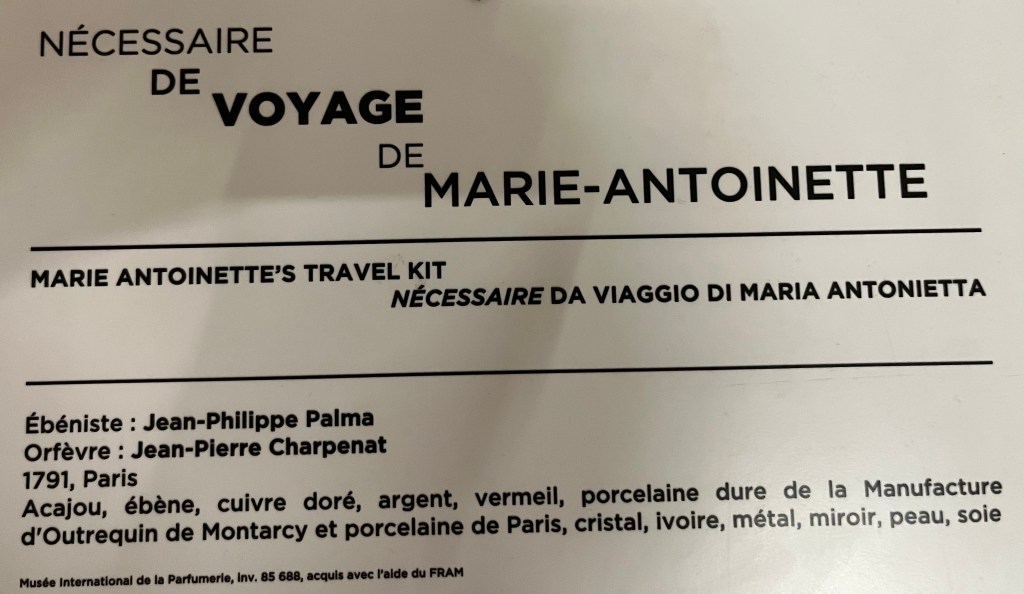 NÉCESSAIRE
DE
VOYAGE
DE
MARIE-ANTOINETTE
MARIE ANTOINETTE'S TRAVEL KIT
NÉCESSAIRE DA VIAGGIO DI MARIA ANTONIETTA
Ébéniste : Jean-Philippe Palma
Orfèvre : Jean-Pierre Charpenat
1791, Paris
Acajou, ébène, cuivre doré, argent, vermeil, porcelaine dure de la Manufacture
d'Outrequin de Montarcy et porcelaine de Paris, cristal, ivoire, métal, miroir, peau, soie
Musée International de la Parfumerie, Inv. 85 688, acquis avec l'aide du FRAM